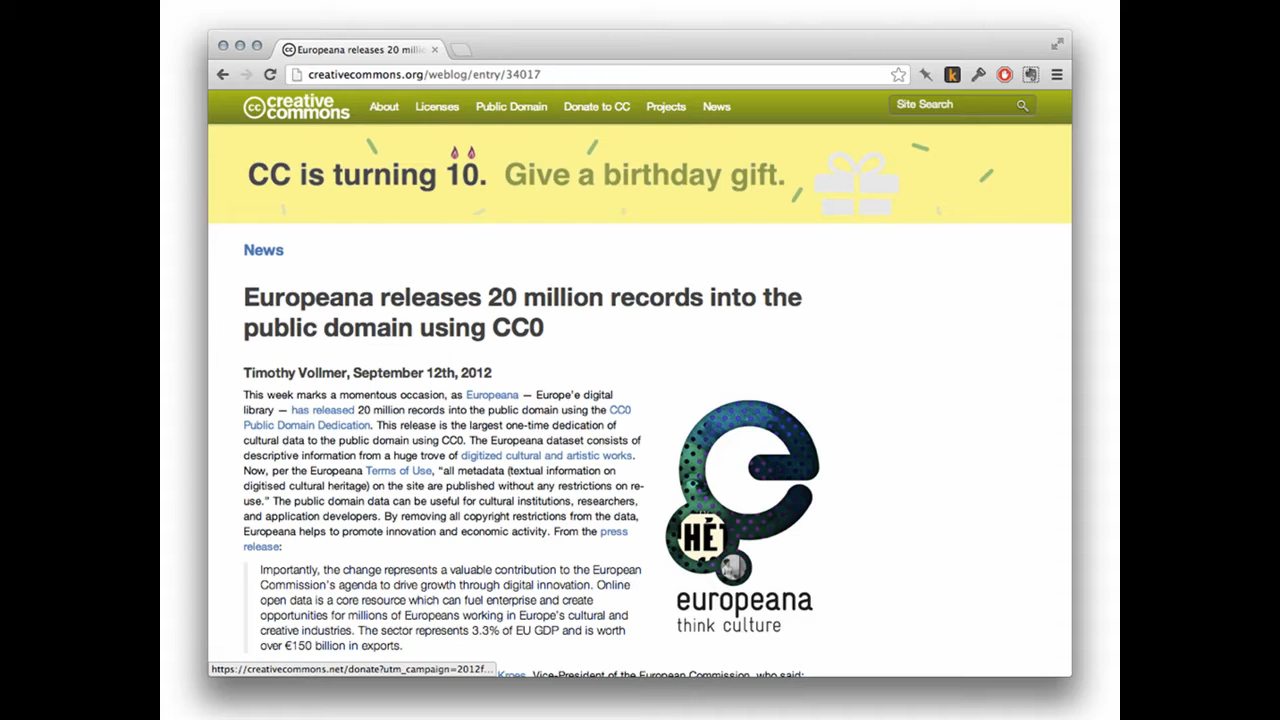 Europeana releases 20 milli
creativecommons.org/weblog/entry/34017
creative commons About Licenses Public Domain Donate to CC Projects News Site Search
CC is turning 10. Give a birthday gift.
News
Europeana releases 20 million records into the
public domain using CC0
Timothy Vollmer, September 12th, 2012
This week marks a momentous occasion, as Europeana — Europe'e digital
library — has released 20 million records into the public domain using the CC0
Public Domain Dedication. This release is the largest one-time dedication of
cultural data to the public domain using CC0. The Europeana dataset consists of
descriptive information from a huge trove of digitized cultural and artistic works.
Now, per the Europeana Terms of Use, “all metadata (textual information on
digitised cultural heritage) on the site are published without any restrictions on re-
use.” The public domain data can be useful for cultural institutions, researchers,
and application developers. By removing all copyright restrictions from the data,
Europeana helps to promote innovation and economic activity. From the press
release:
HÉ
europeana
think culture
Importantly, the change represents a valuable contribution to the European
Commission's agenda to drive growth through digital innovation. Online
open data is a core resource which can fuel enterprise and create
opportunities for millions of Europeans working in Europe's cultural and
creative industries. The sector represents 3.3% of EU GDP and is worth
over €150 billion in exports.
https://creativecommons.net/donate?utm_campaign=2012f...
Kroes, Vice-President of the European Commission, who said: